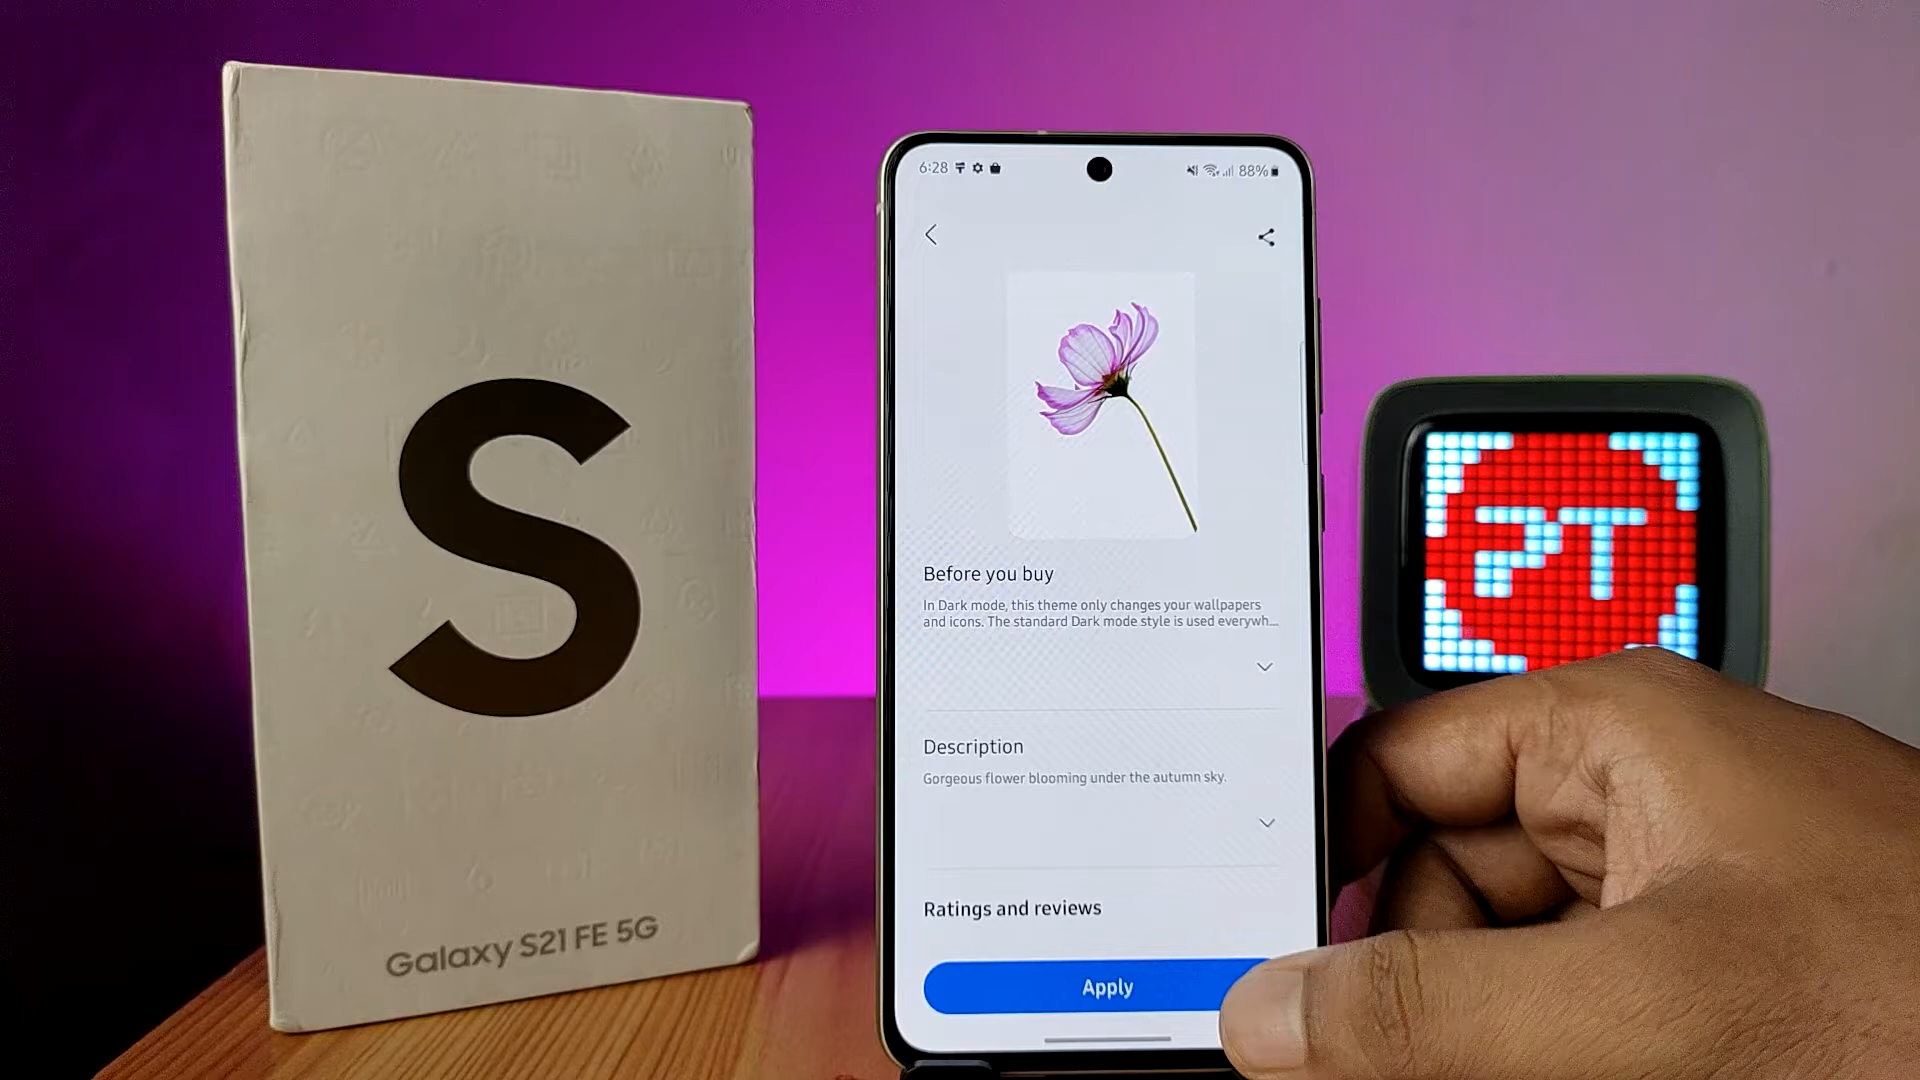 S
Galaxy S21 FE 5G
6:28
88%
Before you buy
In Dark mode, this theme only changes your wallpapers
and icons. The standard Dark mode style is used everywh...
Description
Gorgeous flower blooming under the autumn sky.
Ratings and reviews
Apply
PT